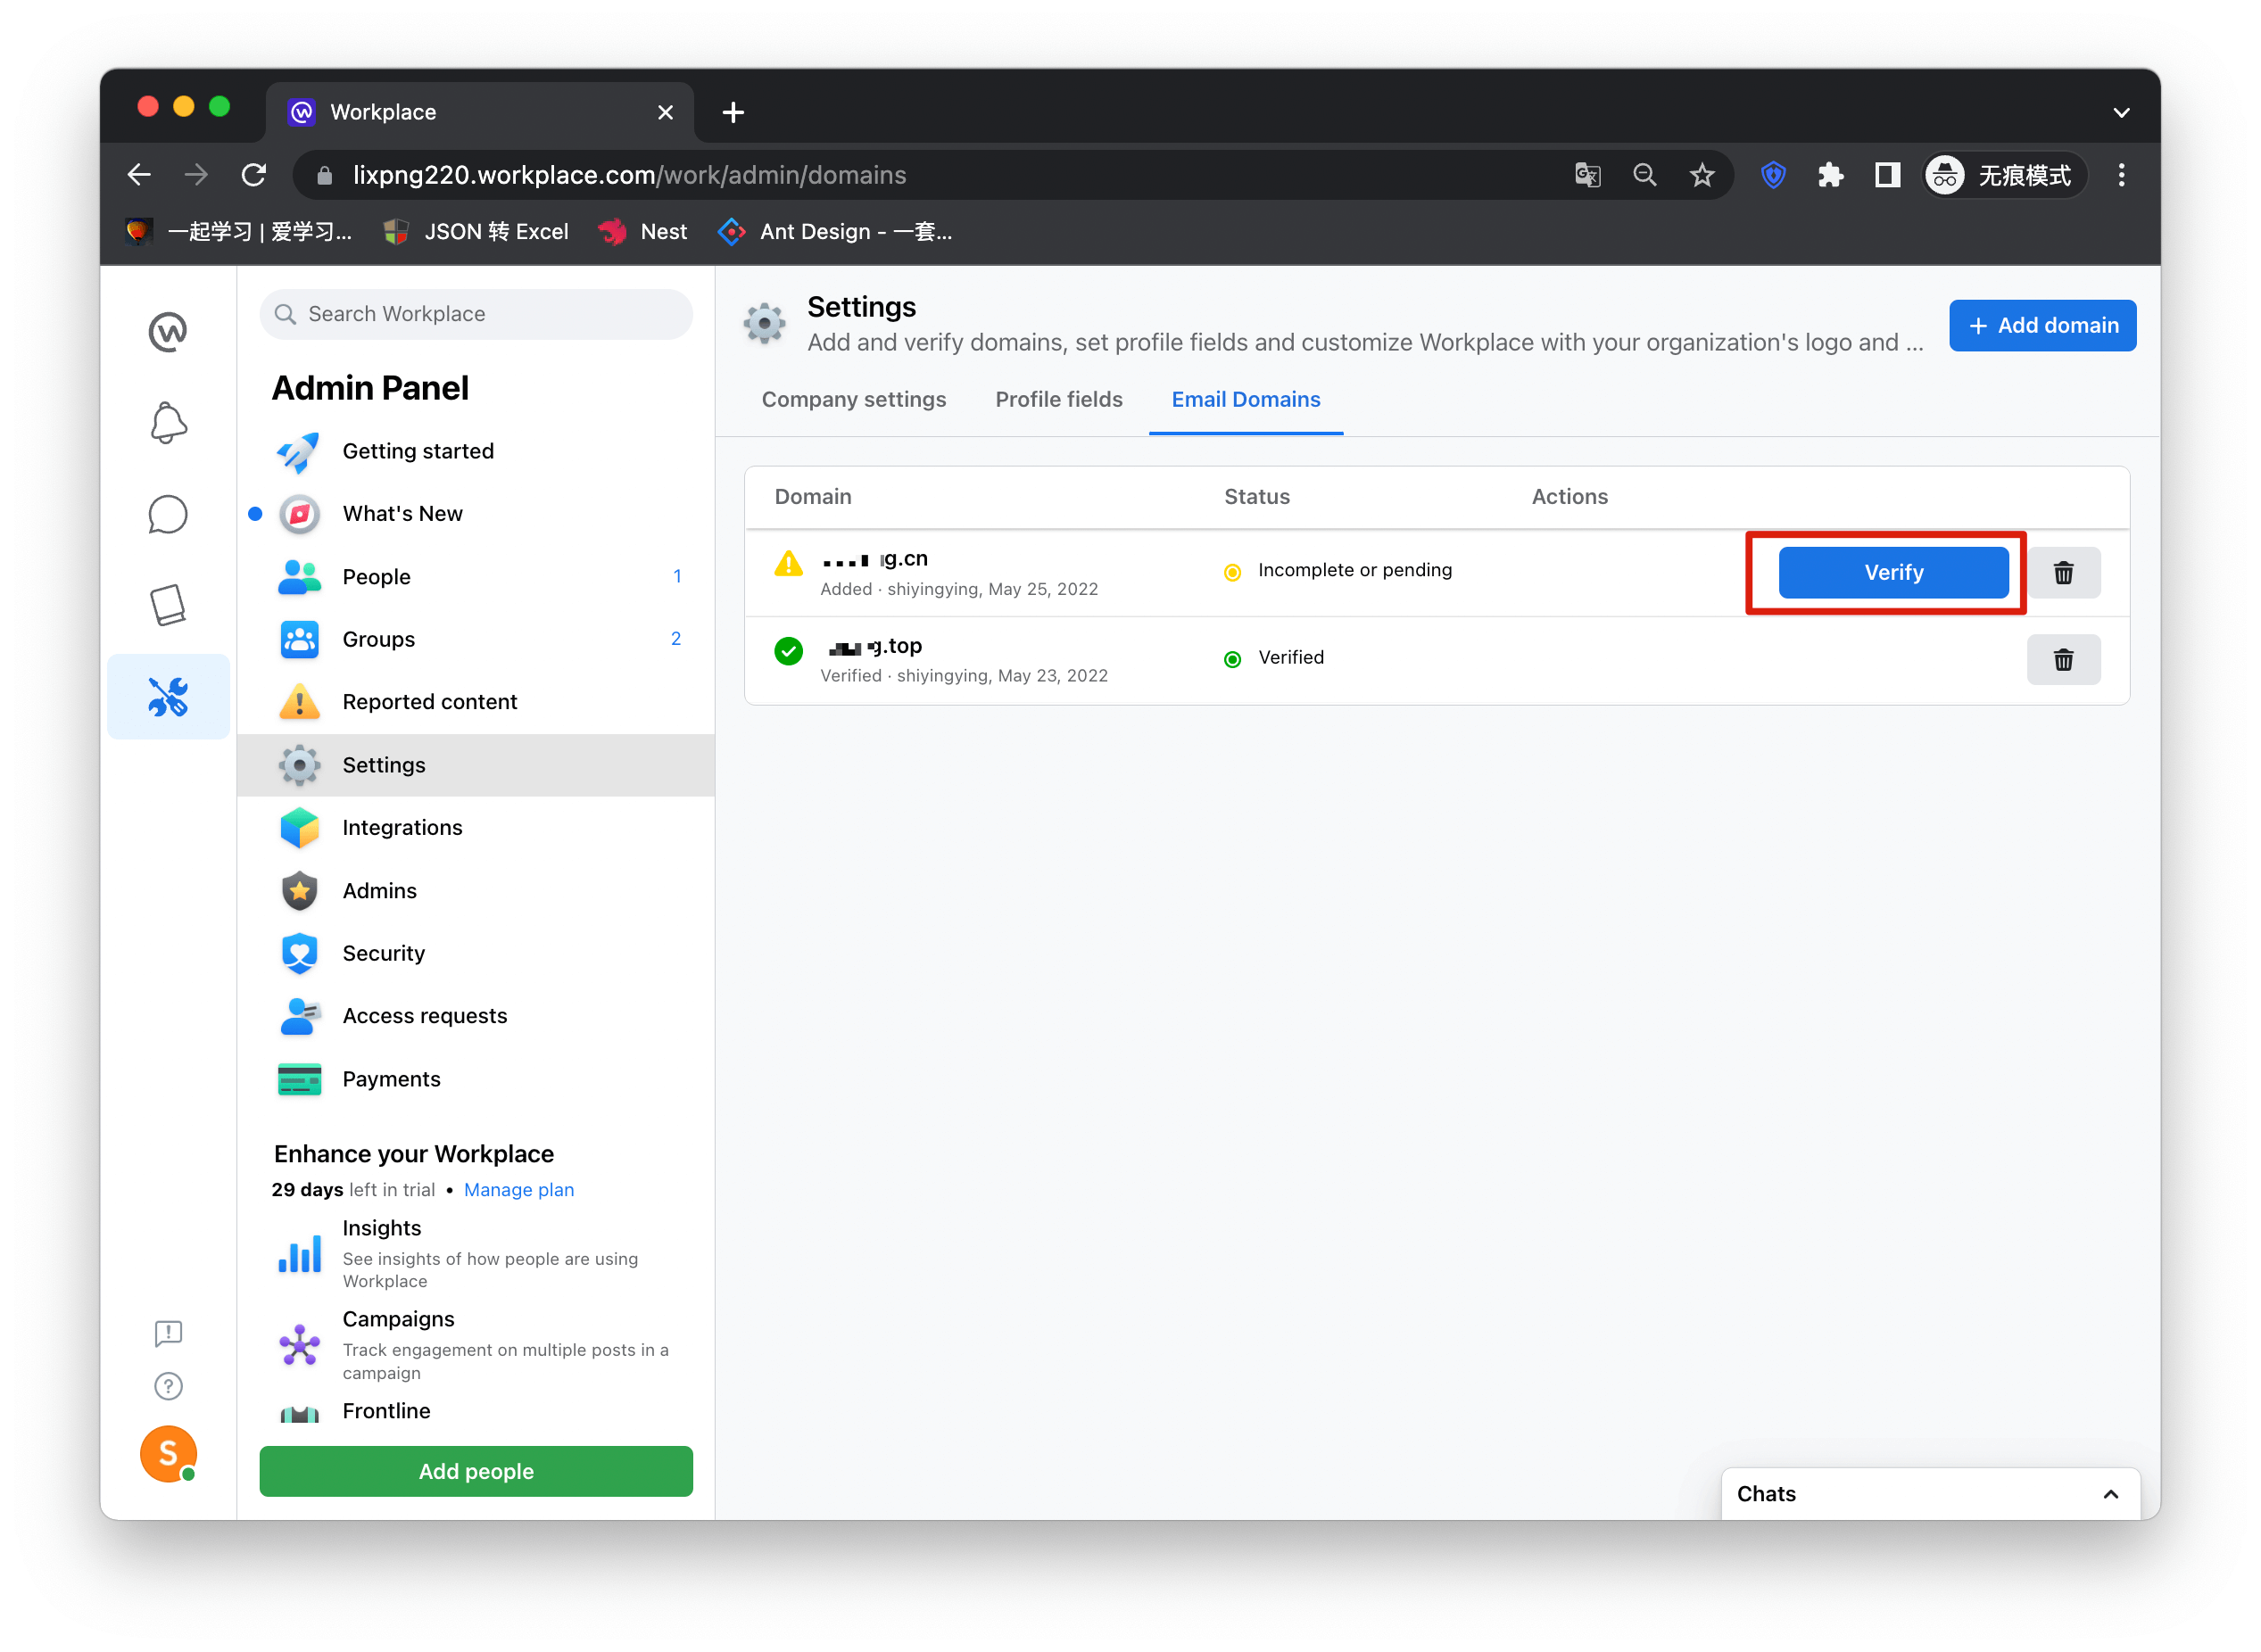 Workplace
lixpng220.workplace.com/work/admin/domains
无痕模式
一起学习 | 爱学习...
JSON 转 Excel
Nest
Ant Design - 一套...
Search Workplace
Admin Panel
Getting started
What's New
People 1
Groups 2
Reported content
Settings
Integrations
Admins
Security
Access requests
Payments
Enhance your Workplace
29 days left in trial • Manage plan
Insights
See insights of how people are using
Workplace
Campaigns
Track engagement on multiple posts in a
campaign
Frontline
Add people
S
Settings
Add and verify domains, set profile fields and customize Workplace with your organization's logo and ...
+ Add domain
Company settings
Profile fields
Email Domains
Domain Status Actions
g.cn
Added · shiyingying, May 25, 2022
Incomplete or pending
Verify
g.top
Verified · shiyingying, May 23, 2022
Verified
Chats